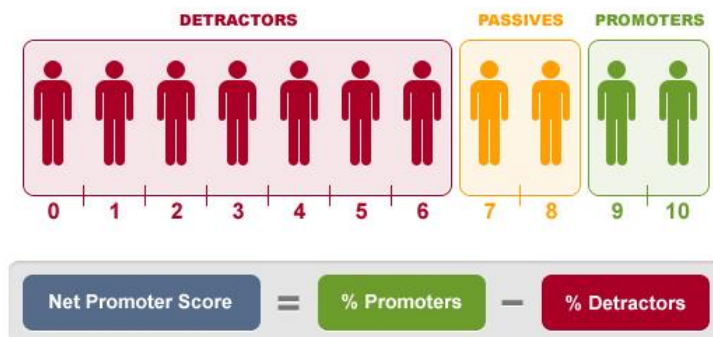 DETRACTORS PASSIVES PROMOTERS
0 1 2 3 4 5 6 7 8 9 10
Net Promoter Score = % Promoters − % Detractors